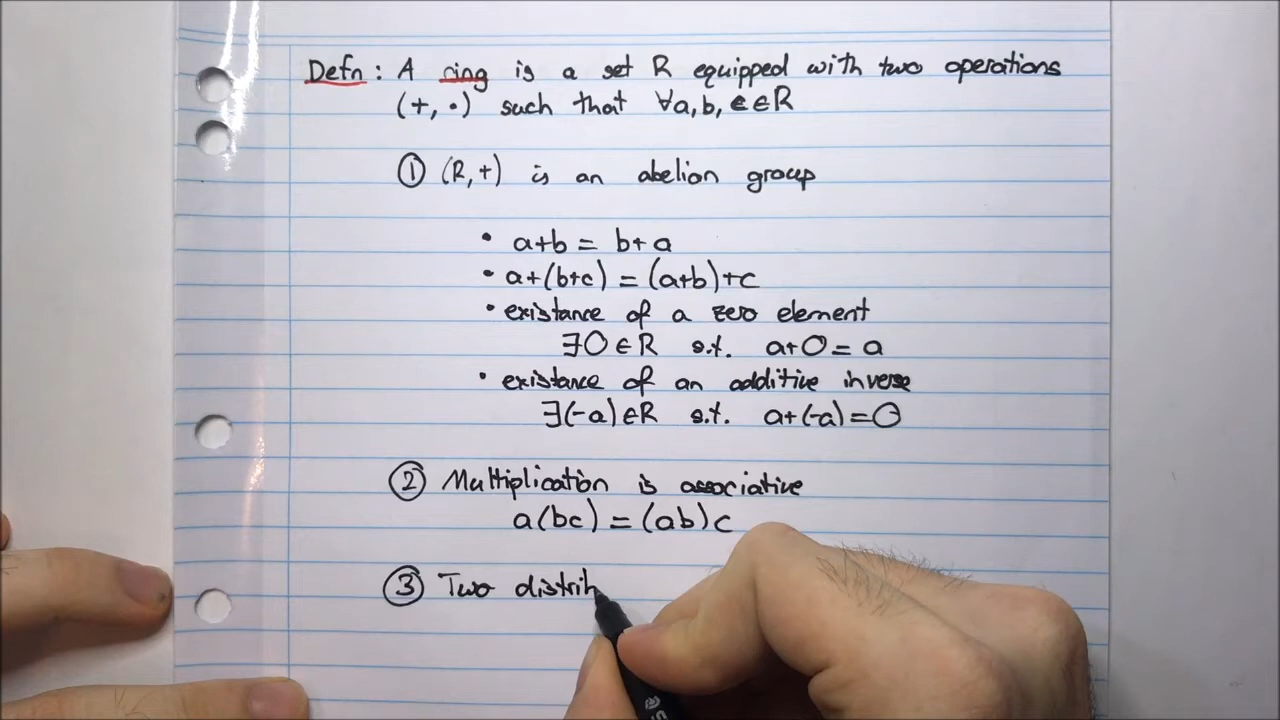 Defn: A ring is a set R equipped with two operations
(+, •) such that ∀a,b,c∈R
① (R,+) is an abelian group
• a+b = b+a
• a+(b+c) = (a+b)+c
• existance of a zero element
∃0∈R s.t. a+0=a
• existance of an additive inverse
∃(-a)∈R s.t. a+(-a)=0
② Multiplication is associative
a(bc) = (ab)c
③ Two distrib